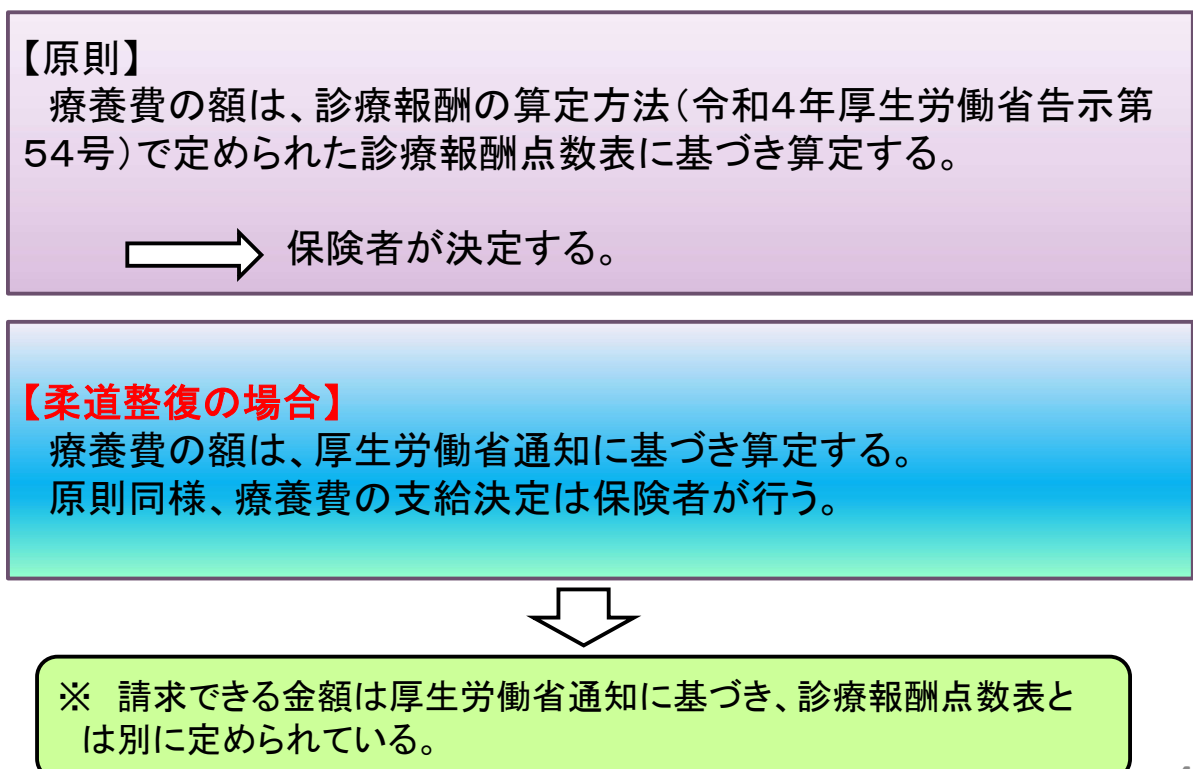 【原則】
療養費の額は、診療報酬の算定方法（令和４年厚生労働省告示第
５４号）で定められた診療報酬点数表に基づき算定する。
保険者が決定する。
【柔道整復の場合】
療養費の額は、厚生労働省通知に基づき算定する。
原則同様、療養費の支給決定は保険者が行う。
※　請求できる金額は厚生労働省通知に基づき、診療報酬点数表と
は別に定められている。